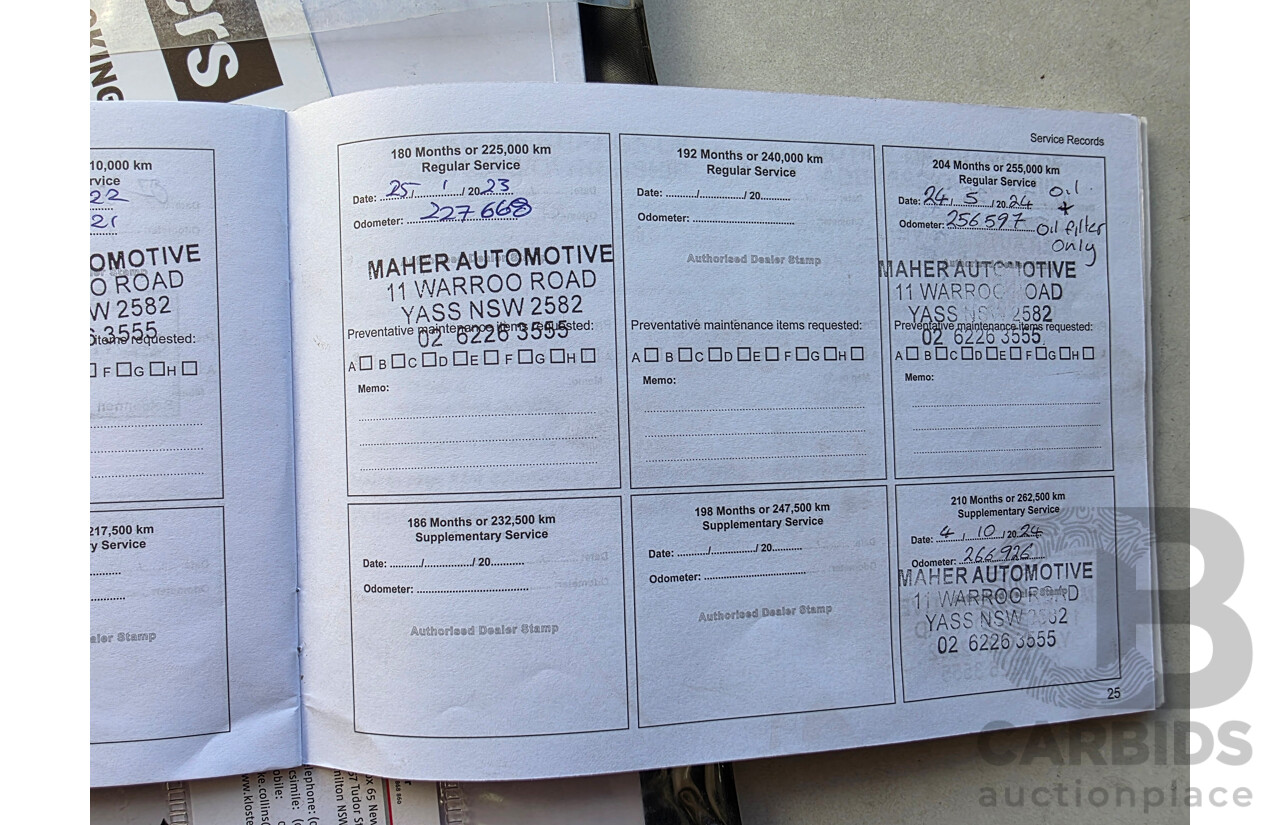 ers
OKING
Service Records
10,000 km
rvice
22
21
OMOTIVE
O ROAD
W 2582
6 3555
items requested:
F G H
217,500 km
y Service
aler Stamp
180 Months or 225,000 km
Regular Service
Date: 25, 1 / 20 23
Odometer: 227668
MAHER AUTOMOTIVE
11 WARROO ROAD
YASS NSW 2582
Preventative maintenance items requested:
02 6226 3555
A B C D E F G H
Memo:
186 Months or 232,500 km
Supplementary Service
Date: / / 20
Odometer:
Authorised Dealer Stamp
192 Months or 240,000 km
Regular Service
Date: / / 20
Odometer:
Authorised Dealer Stamp
Preventative maintenance items requested:
A B C D E F G H
Memo:
198 Months or 247,500 km
Supplementary Service
Date: / / 20
Odometer:
Authorised Dealer Stamp
204 Months or 255,000 km
Regular Service
Date: 24, 5 / 20 24
Odometer: 256597
Oil
+
Oil filter
Only
MAHER AUTOMOTIVE
11 WARROO ROAD
YASS NSW 2582
Preventative maintenance items requested:
02 6226 3555
A B C D E F G H
Memo:
210 Months or 262,500 km
Supplementary Service
Date: 4 / 10 / 20 24
Odometer: 266926
MAHER AUTOMOTIVE
11 WARROO ROAD
YASS NSW 2582
02 6226 3555
25
CARBIDS
auctionplace